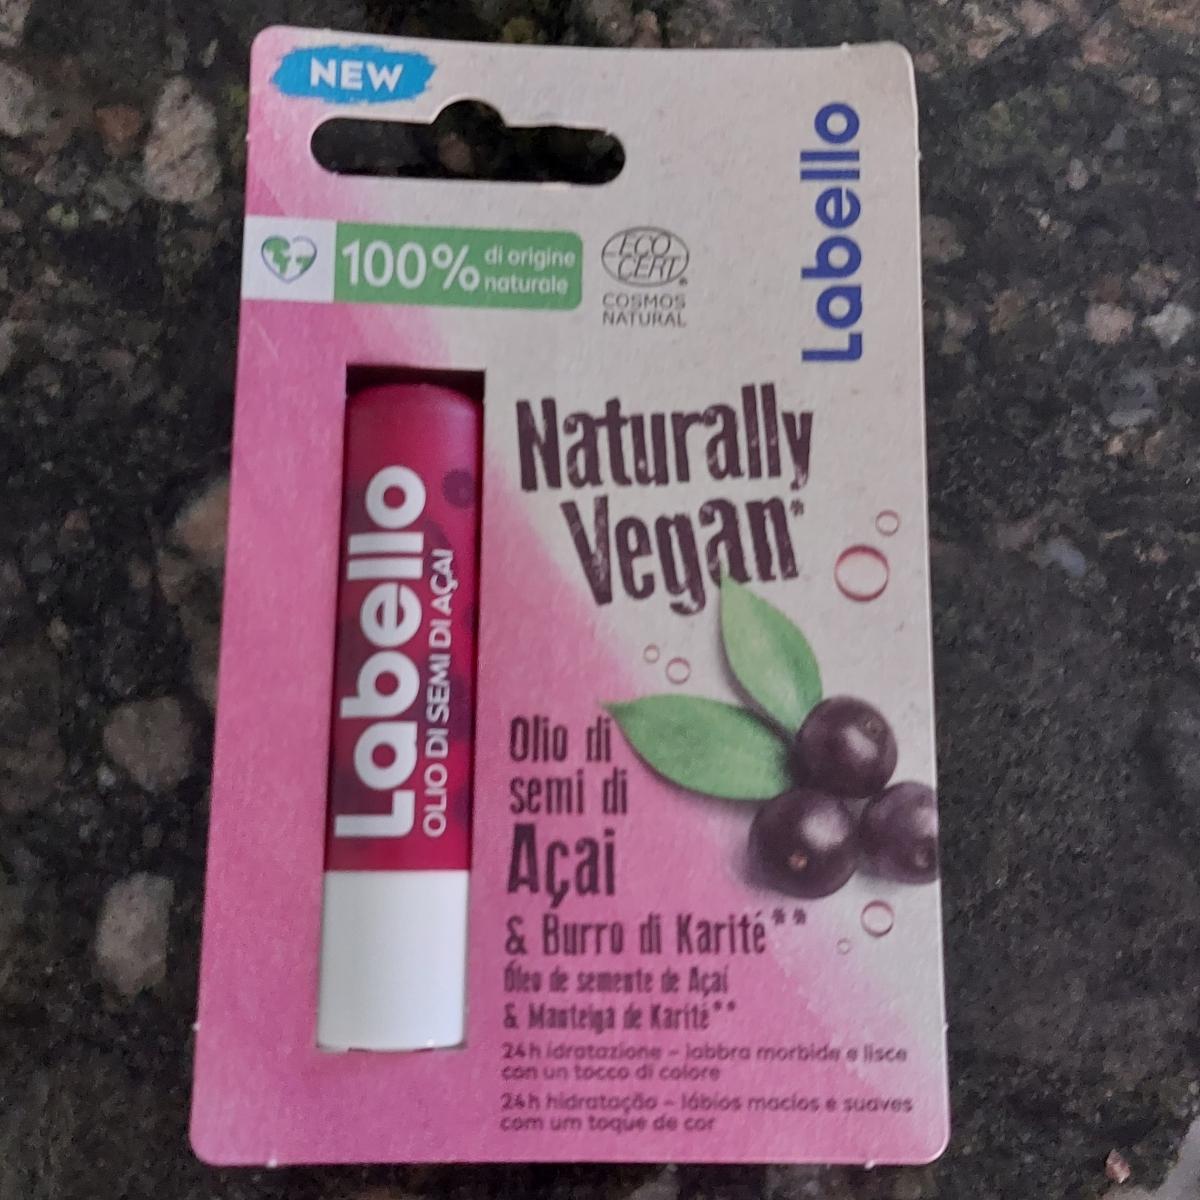 NEW
Labello
100% di origine
naturale
ECO
CERT®
COSMOS
NATURAL
Naturally
Vegan*
Labello
OLIO DI SEMI DI AÇAI
Olio di
semi di
Açai
& Burro di Karité**
Óleo de semente de Açaí
& Manteiga de Karité**
24h idratazione – labbra morbide e lisce
con un tocco di colore
24h hidratação – lábios macios e suaves
com um toque de cor